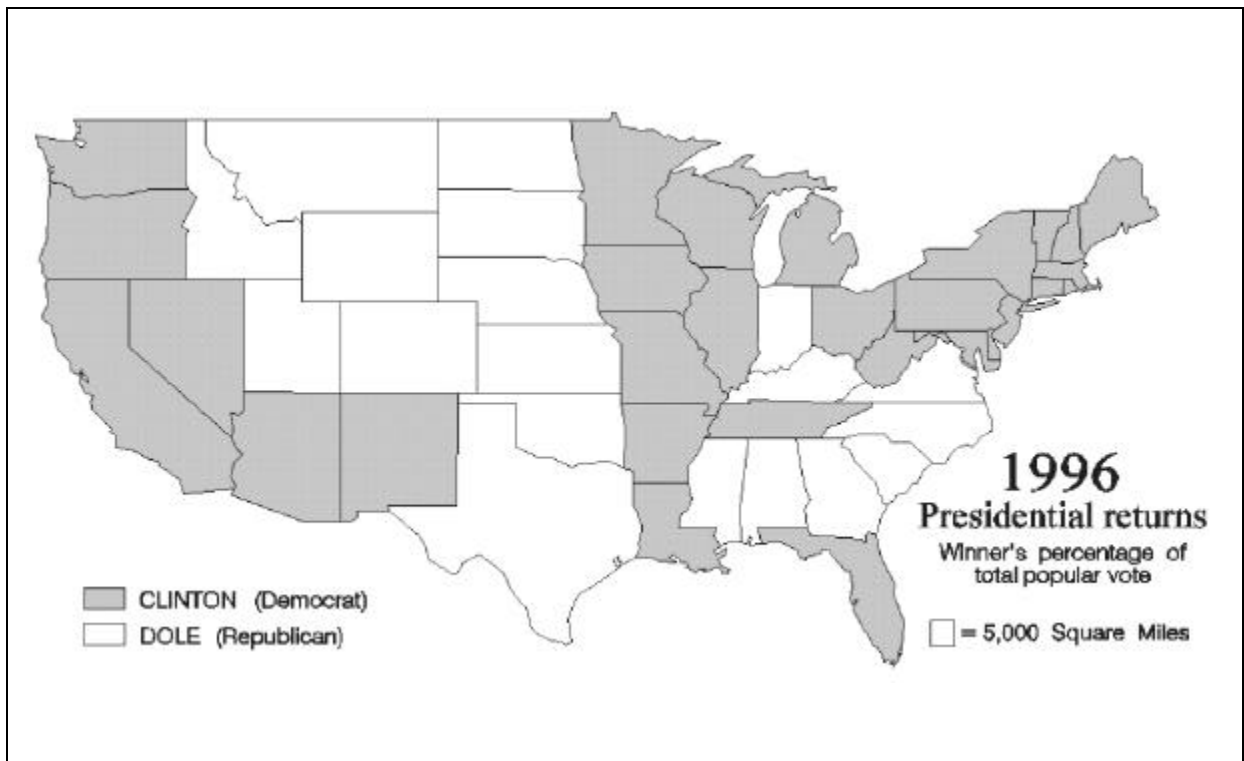 1996
Presidential returns
Winner's percentage of
total popular vote
CLINTON (Democrat)
DOLE (Republican)
= 5,000 Square Miles